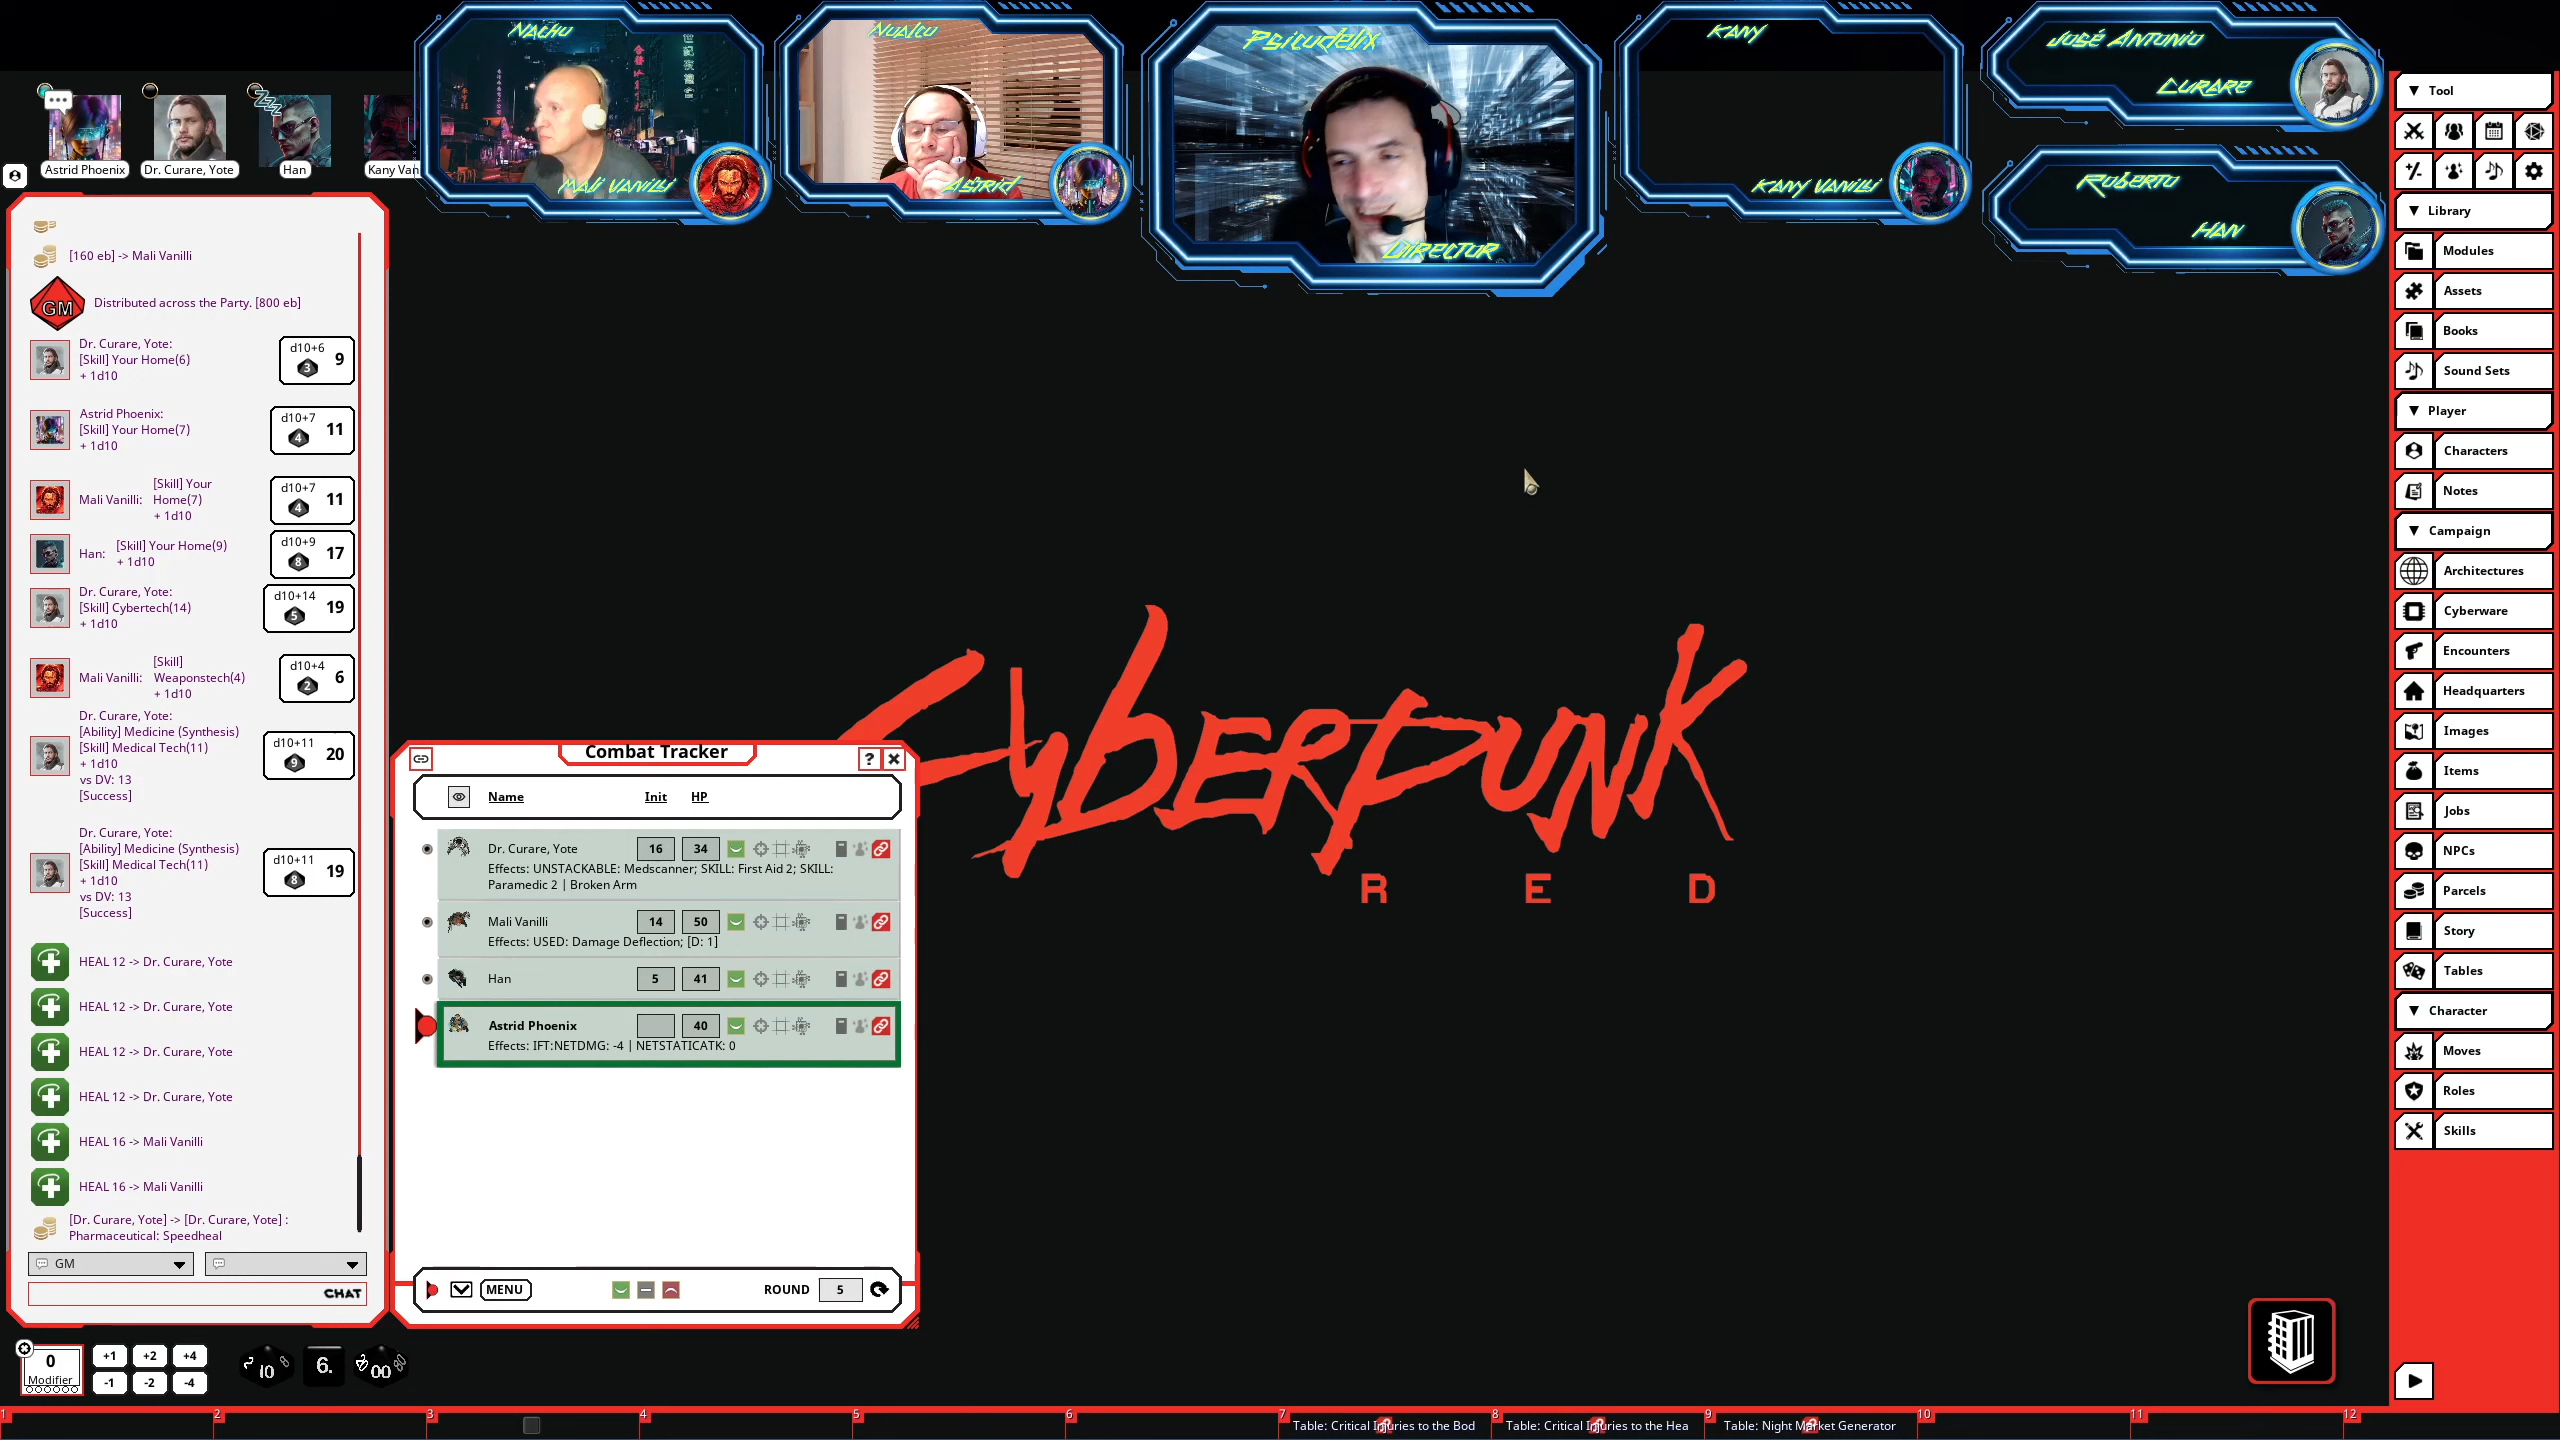 Nachu
Mali Vanilli
Nualcu
Astrid
Psicodelix
Director
Kany
Kany Vanilli
José Antonio
Curare
Roberto
Han
Astrid Phoenix
Dr. Curare, Yote
Han
Kany Van
[160 eb] -> Mali Vanilli
GM
Distributed across the Party. [800 eb]
Dr. Curare, Yote:
[Skill] Your Home(6)
+ 1d10
d10+6
3
9
Astrid Phoenix:
[Skill] Your Home(7)
+ 1d10
d10+7
4
11
Mali Vanilli:
[Skill] Your
Home(7)
+ 1d10
d10+7
4
11
Han:
[Skill] Your Home(9)
+ 1d10
d10+9
8
17
Dr. Curare, Yote:
[Skill] Cybertech(14)
+ 1d10
d10+14
5
19
Mali Vanilli:
[Skill]
Weaponstech(4)
+ 1d10
d10+4
2
6
Dr. Curare, Yote:
[Ability] Medicine (Synthesis)
[Skill] Medical Tech(11)
+ 1d10
vs DV: 13
[Success]
d10+11
9
20
Dr. Curare, Yote:
[Ability] Medicine (Synthesis)
[Skill] Medical Tech(11)
+ 1d10
vs DV: 13
[Success]
d10+11
8
19
HEAL 12 -> Dr. Curare, Yote
HEAL 12 -> Dr. Curare, Yote
HEAL 12 -> Dr. Curare, Yote
HEAL 12 -> Dr. Curare, Yote
HEAL 16 -> Mali Vanilli
HEAL 16 -> Mali Vanilli
[Dr. Curare, Yote] -> [Dr. Curare, Yote] :
Pharmaceutical: Speedheal
GM
CHAT
0
Modifier
+1 +2 +4
-1 -2 -4
Combat Tracker
?
Name Init HP
Dr. Curare, Yote 16 34
Effects: UNSTACKABLE: Medscanner; SKILL: First Aid 2; SKILL:
Paramedic 2 | Broken Arm
Mali Vanilli 14 50
Effects: USED: Damage Deflection; [D: 1]
Han 5 41
Astrid Phoenix 40
Effects: IFT:NETDMG: -4 | NETSTATICATK: 0
MENU
ROUND 5
CYBERPUNK
R E D
Tool
Library
Modules
Assets
Books
Sound Sets
Player
Characters
Notes
Campaign
Architectures
Cyberware
Encounters
Headquarters
Images
Items
Jobs
NPCs
Parcels
Story
Tables
Character
Moves
Roles
Skills
1 2 3 4 5 6 7 8 9 10 11 12
Table: Critical Injuries to the Bod
Table: Critical Injuries to the Hea
Table: Night Market Generator